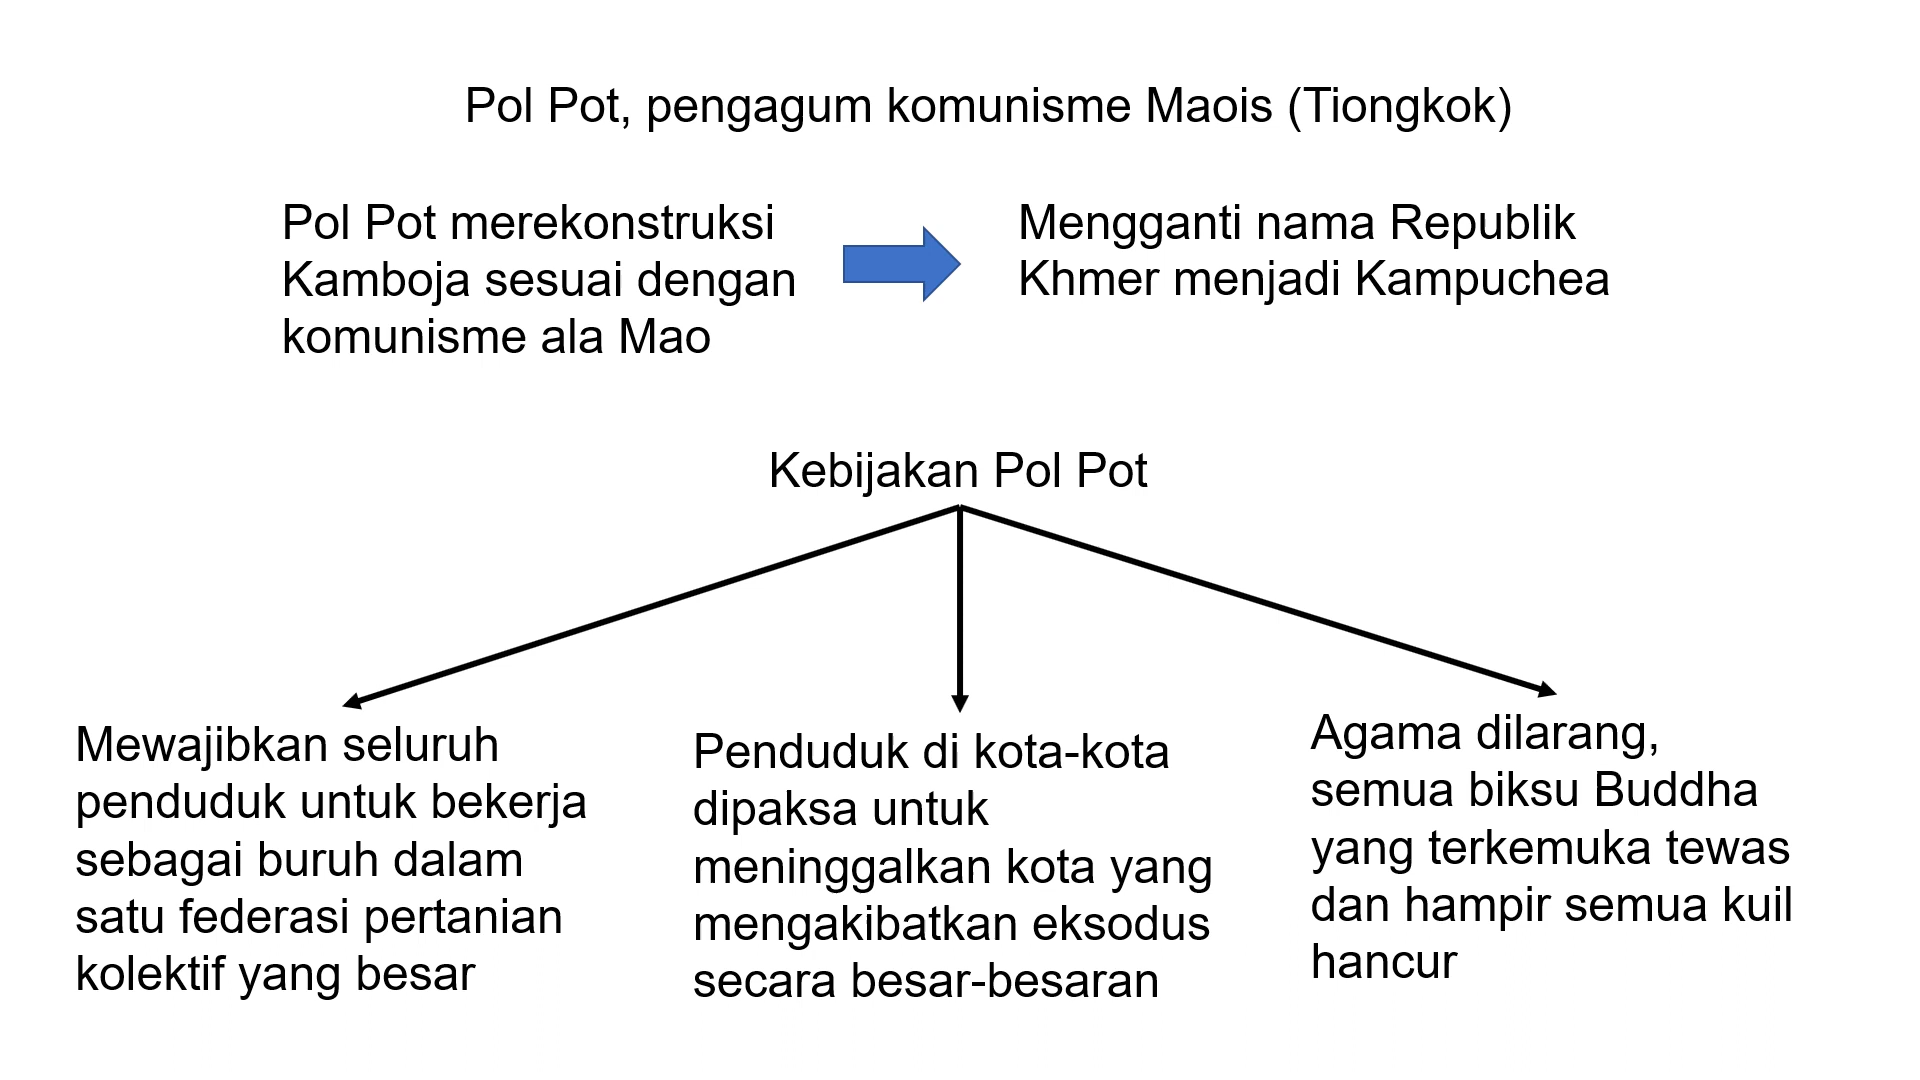 Pol Pot, pengagum komunisme Maois (Tiongkok)
Pol Pot merekonstruksi
Kamboja sesuai dengan
komunisme ala Mao
Mengganti nama Republik
Khmer menjadi Kampuchea
Kebijakan Pol Pot
Mewajibkan seluruh
penduduk untuk bekerja
sebagai buruh dalam
satu federasi pertanian
kolektif yang besar
Penduduk di kota-kota
dipaksa untuk
meninggalkan kota yang
mengakibatkan eksodus
secara besar-besaran
Agama dilarang,
semua biksu Buddha
yang terkemuka tewas
dan hampir semua kuil
hancur